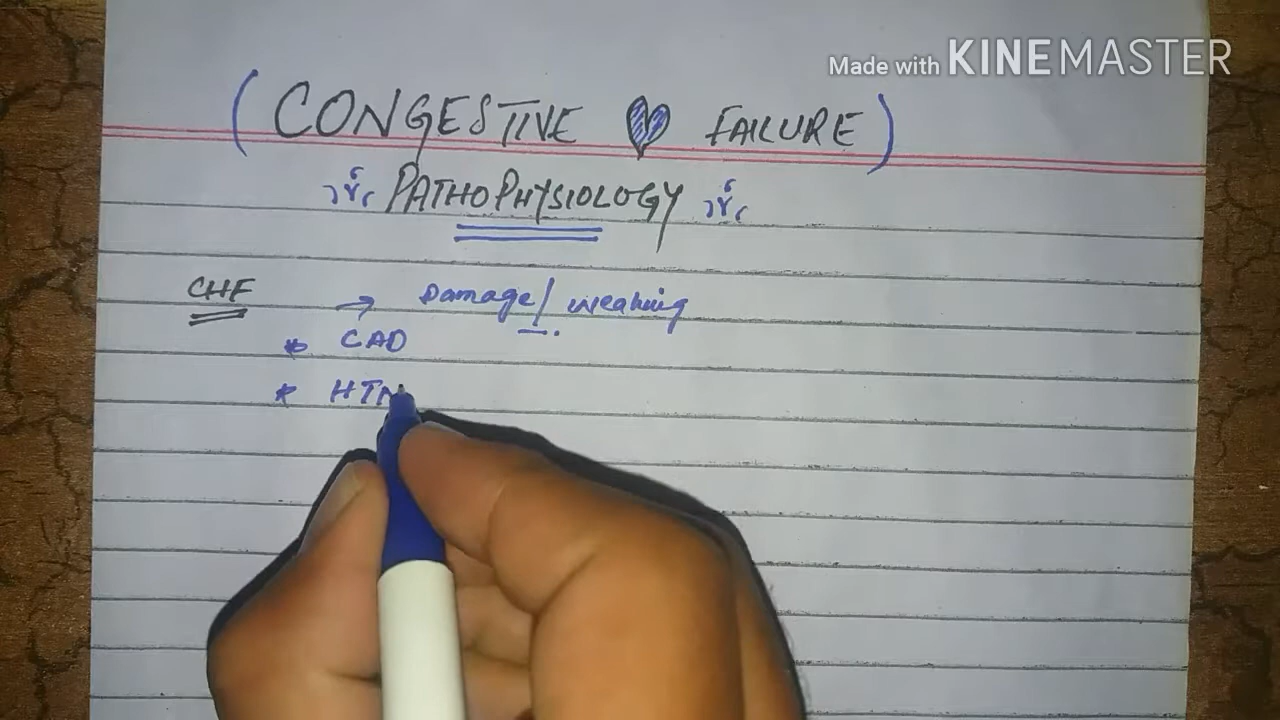 Made with KINEMASTER
(CONGESTIVE FAILURE)
PATHOPHYSIOLOGY
CHF → Damage/ weaking
* CAD
* HTN